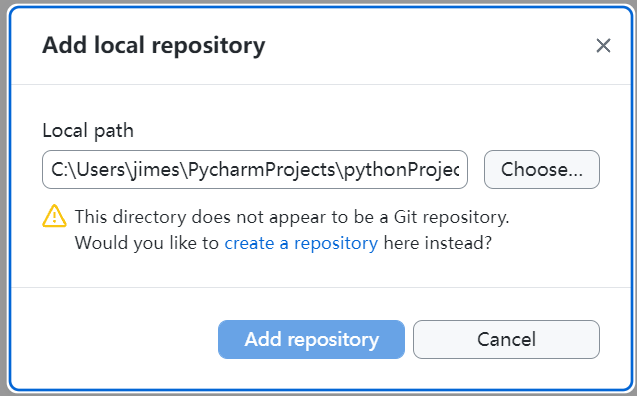 Add local repository
Local path
C:\Users\jimes\PycharmProjects\pythonProjec
Choose...
This directory does not appear to be a Git repository.
Would you like to create a repository here instead?
Add repository
Cancel